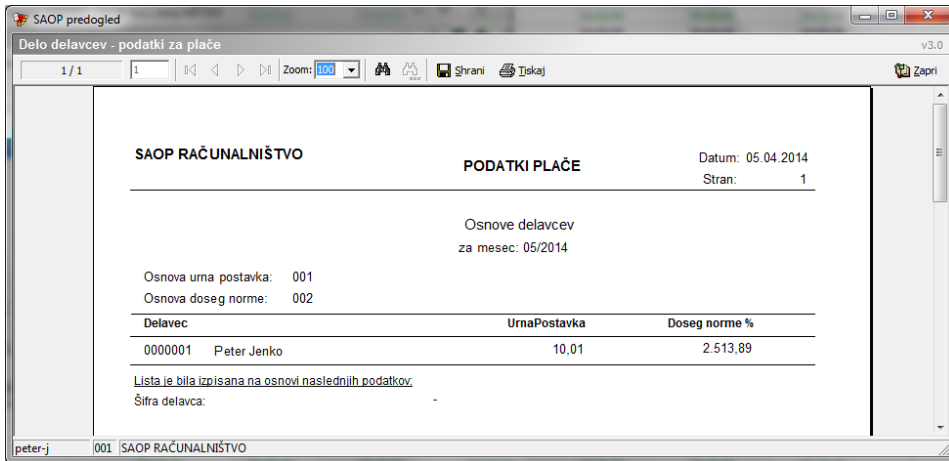 SAOP predogled
Delo delavcev - podatki za plače v3.0
1 / 1 1 Zoom: 100 Shrani Tiskaj Zapri
SAOP RAČUNALNIŠTVO
PODATKI PLAČE
Datum: 05.04.2014
Stran: 1
Osnove delavcev
za mesec: 05/2014
Osnova urna postavka: 001
Osnova doseg norme: 002
Delavec UrnaPostavka Doseg norme %
0000001 Peter Jenko 10,01 2.513,89
Lista je bila izpisana na osnovi naslednjih podatkov:
Šifra delavca: -
peter-j 001 SAOP RAČUNALNIŠTVO